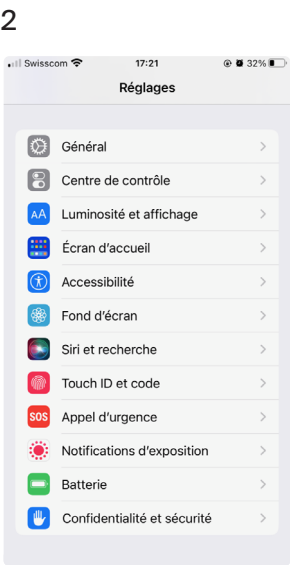 2
Swisscom 17:21 32%
Réglages
Général
Centre de contrôle
AA Luminosité et affichage
Écran d'accueil
Accessibilité
Fond d'écran
Siri et recherche
Touch ID et code
SOS Appel d'urgence
Notifications d'exposition
Batterie
Confidentialité et sécurité